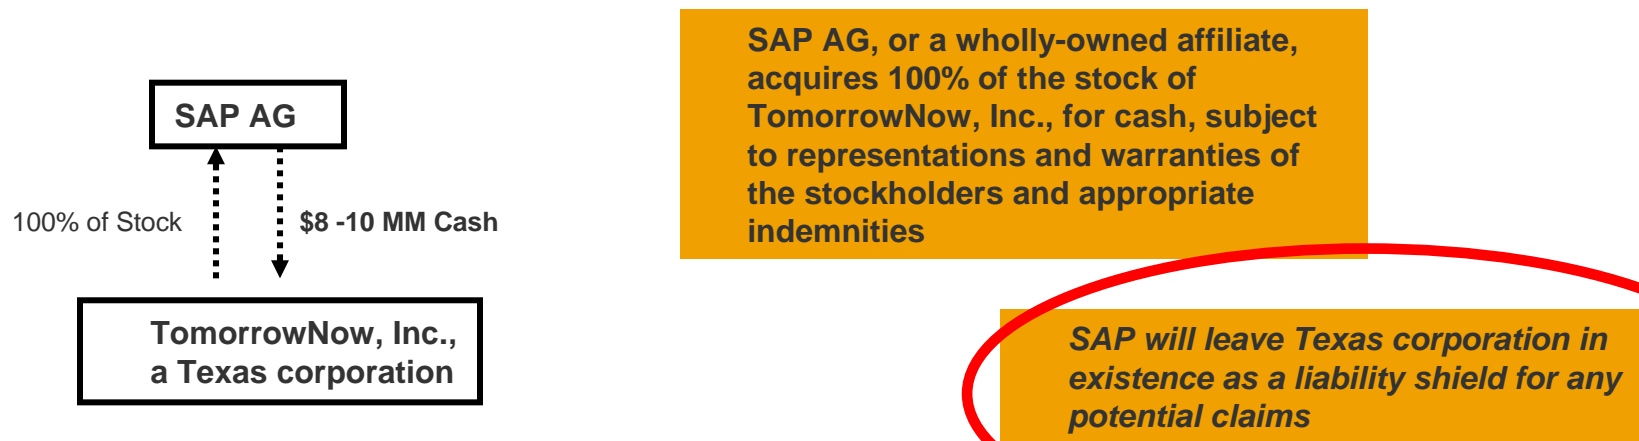 SAP AG
100% of Stock
$8 -10 MM Cash
TomorrowNow, Inc.,
a Texas corporation
SAP AG, or a wholly-owned affiliate,
acquires 100% of the stock of
TomorrowNow, Inc., for cash, subject
to representations and warranties of
the stockholders and appropriate
indemnities
SAP will leave Texas corporation in
existence as a liability shield for any
potential claims